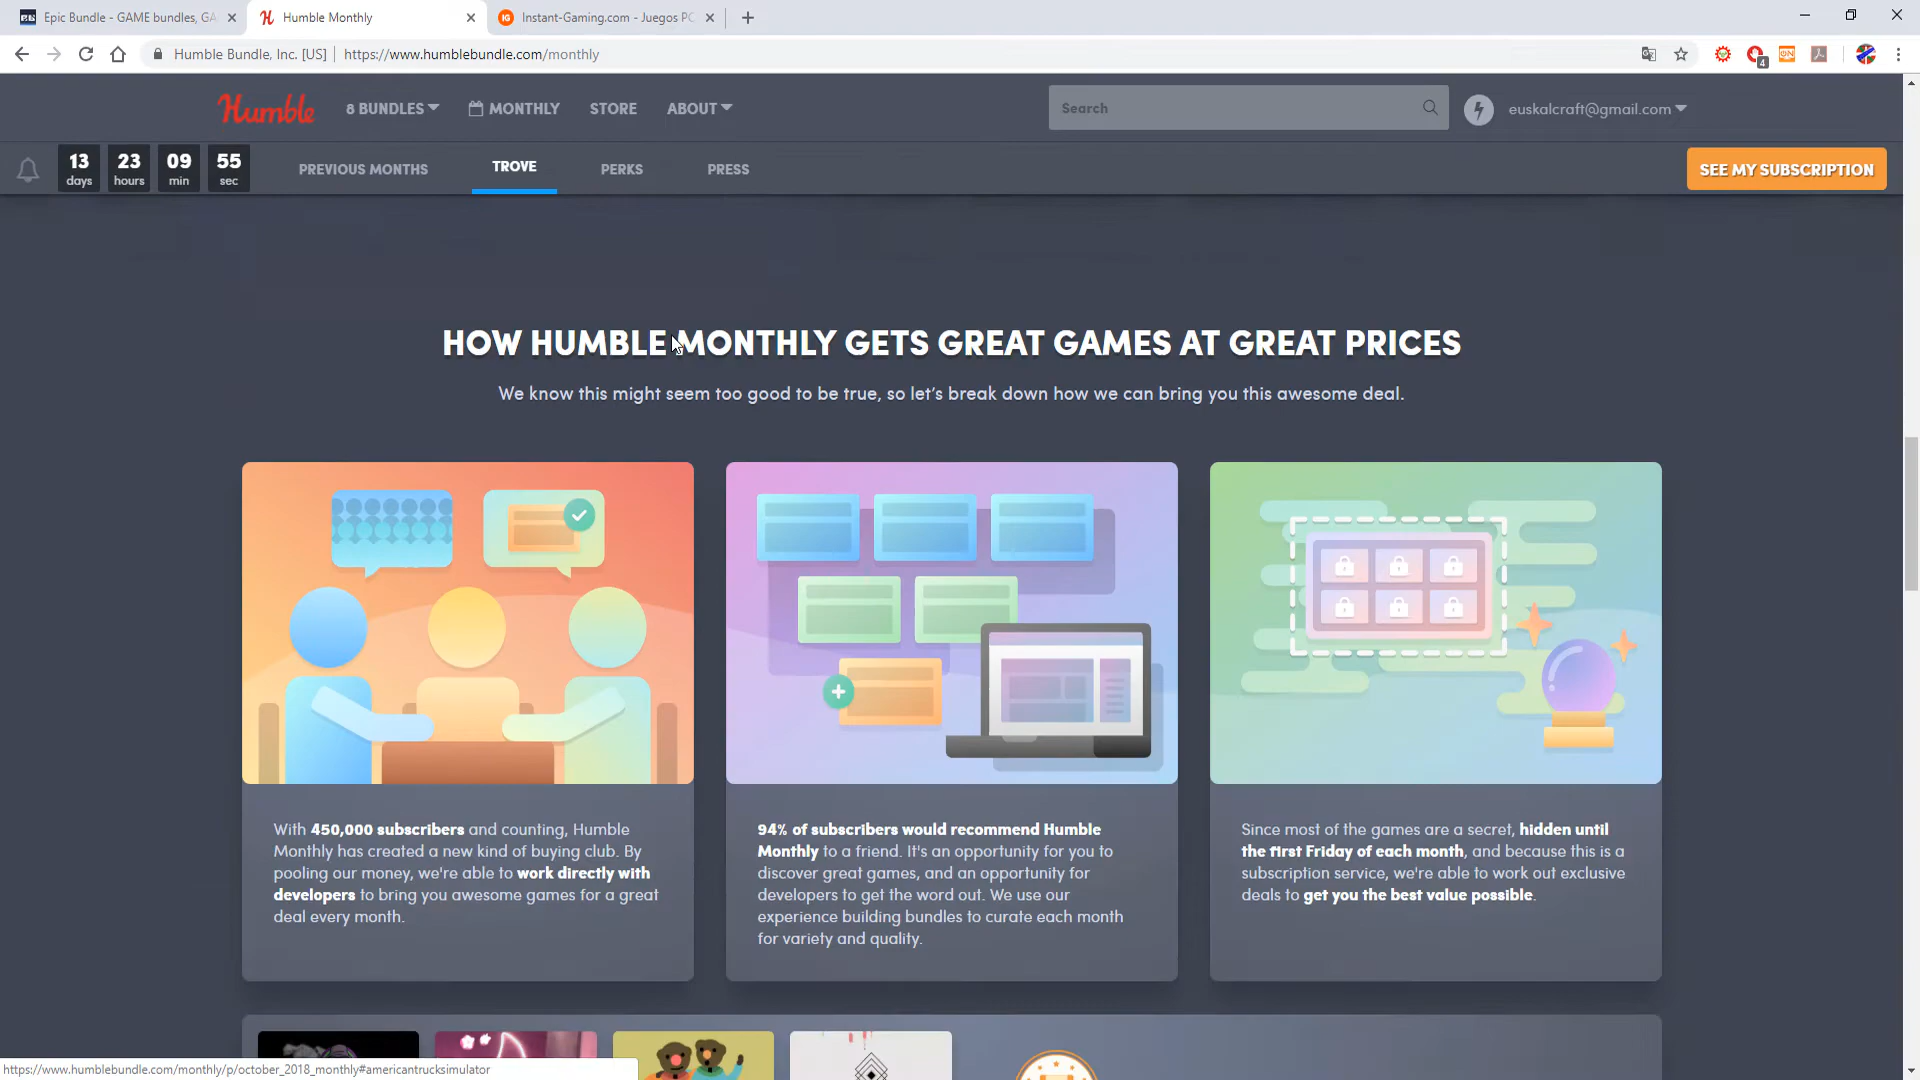 Epic Bundle - GAME bundles, GA
Humble Monthly
Instant-Gaming.com - Juegos PC
Humble Bundle, Inc. [US]
https://www.humblebundle.com/monthly
4
Humble
8 BUNDLES
MONTHLY
STORE
ABOUT
Search
euskalcraft@gmail.com
13 days
23 hours
09 min
55 sec
PREVIOUS MONTHS
TROVE
PERKS
PRESS
SEE MY SUBSCRIPTION
HOW HUMBLE MONTHLY GETS GREAT GAMES AT GREAT PRICES
We know this might seem too good to be true, so let's break down how we can bring you this awesome deal.
With 450,000 subscribers and counting, Humble
Monthly has created a new kind of buying club. By
pooling our money, we're able to work directly with
developers to bring you awesome games for a great
deal every month.
94% of subscribers would recommend Humble
Monthly to a friend. It's an opportunity for you to
discover great games, and an opportunity for
developers to get the word out. We use our
experience building bundles to curate each month
for variety and quality.
Since most of the games are a secret, hidden until
the first Friday of each month, and because this is a
subscription service, we're able to work out exclusive
deals to get you the best value possible.
https://www.humblebundle.com/monthly/p/october_2018_monthly#americantrucksimulator